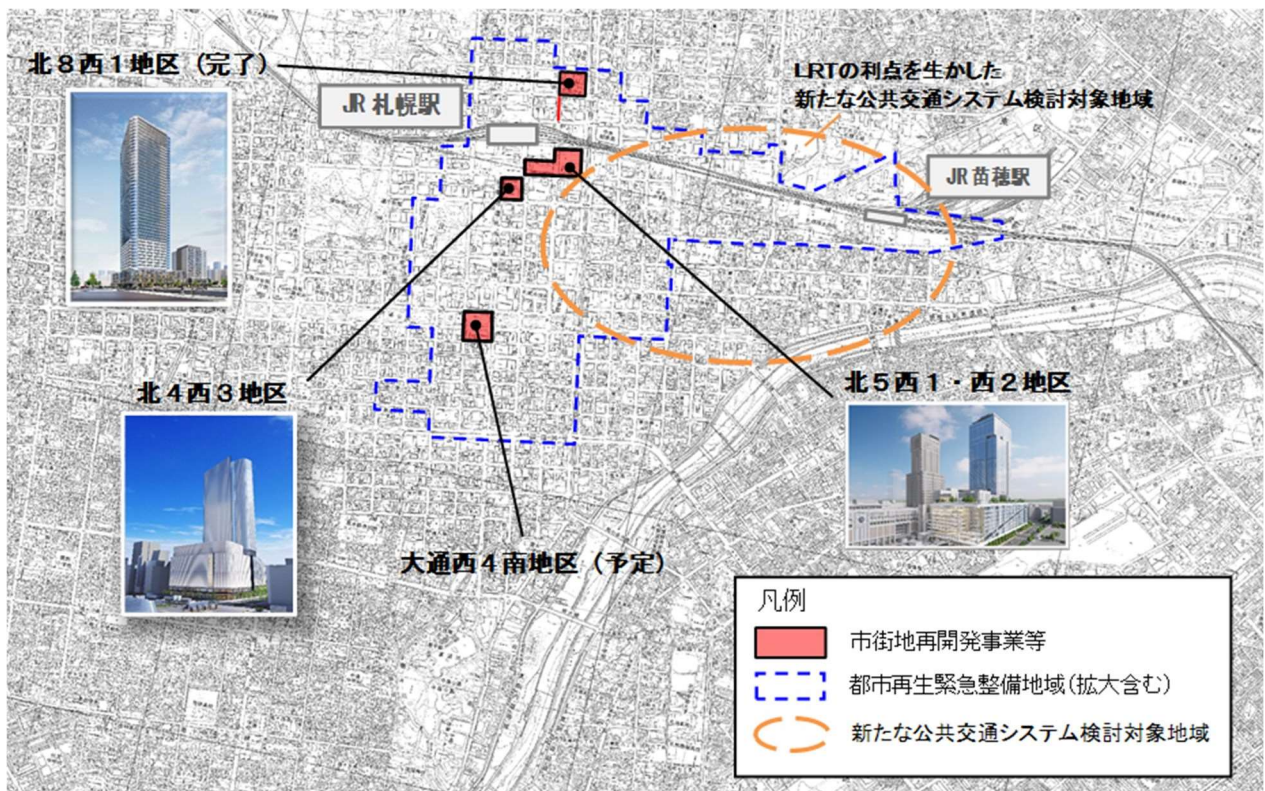 北８西１地区（完了）
JR 札幌駅
LRTの利点を生かした
新たな公共交通システム検討対象地域
JR 苗穂駅
北４西３地区
北５西１・西２地区
大通西４南地区（予定）
凡例
市街地再開発事業等
都市再生緊急整備地域(拡大含む)
新たな公共交通システム検討対象地域